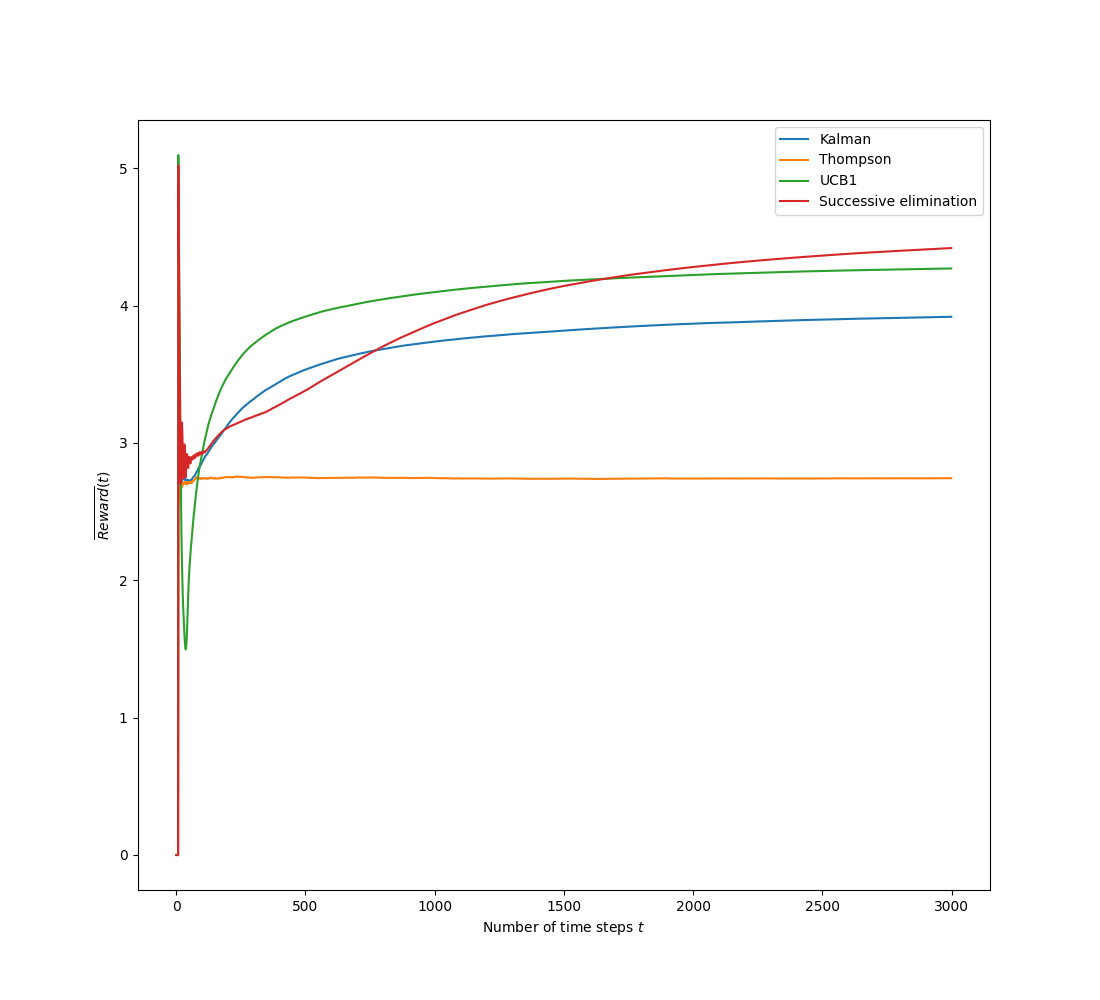 Kalman
Thompson
UCB1
Successive elimination
5
4
3
2
1
0
Reward(t)
0 500 1000 1500 2000 2500 3000
Number of time steps t